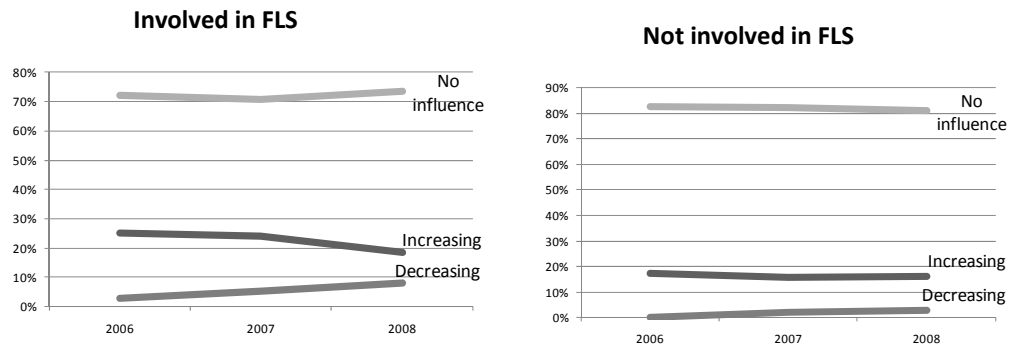 Involved in FLS
80%
70%
60%
50%
40%
30%
20%
10%
0%
No
influence
Increasing
Decreasing
2006
2007
2008
Not involved in FLS
90%
80%
70%
60%
50%
40%
30%
20%
10%
0%
No
influence
Increasing
Decreasing
2006
2007
2008